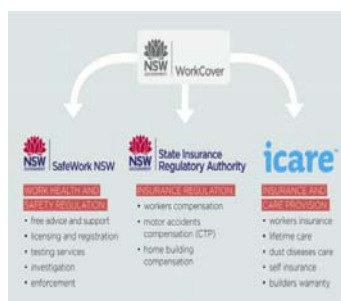 NSW
GOVERNMENT
WorkCover
NSW
GOVERNMENT
SafeWork NSW
WORK HEALTH AND
SAFETY REGULATION
• free advice and support
• licensing and registration
• testing services
• investigation
• enforcement
NSW
GOVERNMENT
State Insurance
Regulatory Authority
INSURANCE REGULATION
• workers compensation
• motor accidents
compensation (CTP)
• home building
compensation
icare
INSURANCE AND
CARE PROVISION
• workers insurance
• lifetime care
• dust diseases care
• self insurance
• builders warranty